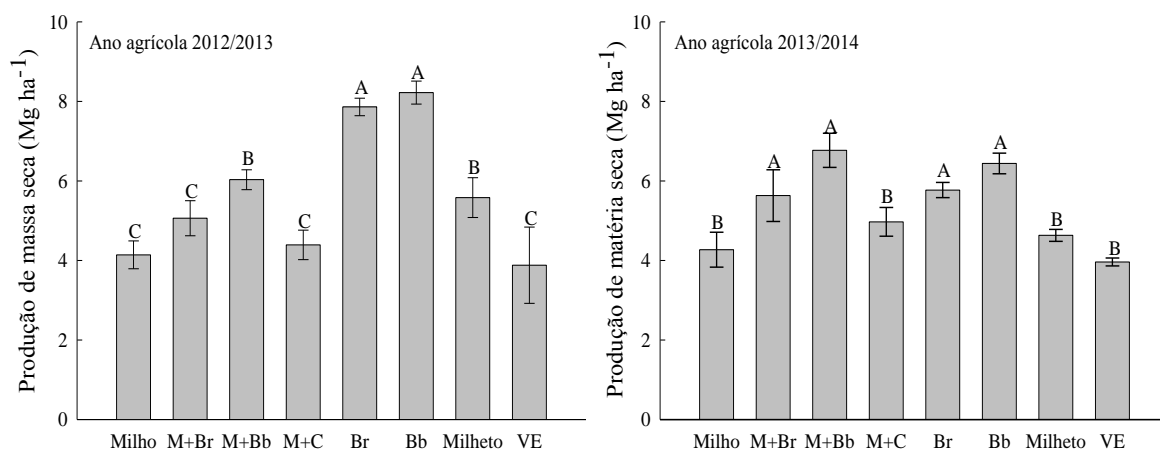 Produção de massa seca (Mg ha-1)
10
8
6
4
2
0
Ano agrícola 2012/2013
C
C
B
C
A
A
B
C
Milho M+Br M+Bb M+C Br Bb Milheto VE
Produção de matéria seca (Mg ha-1)
10
8
6
4
2
0
Ano agrícola 2013/2014
B
A
A
B
A
A
B
B
Milho M+Br M+Bb M+C Br Bb Milheto VE